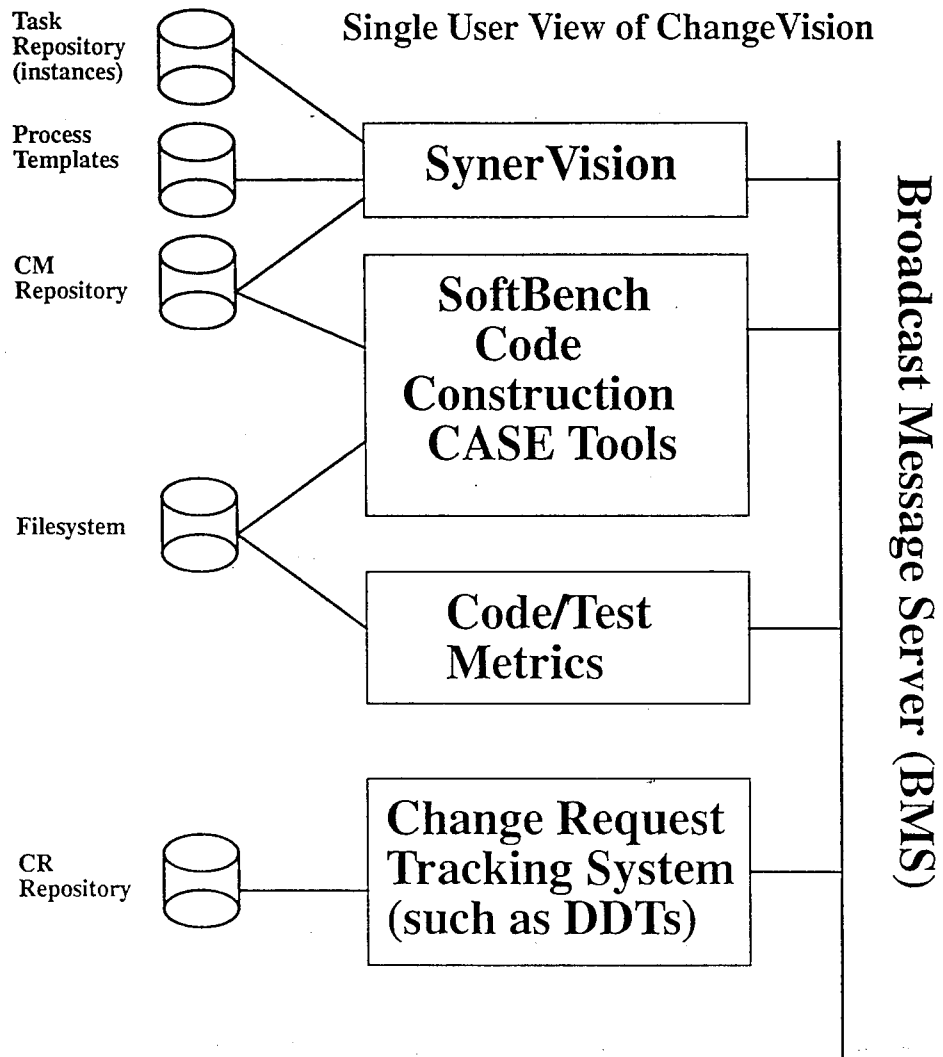 Single User View of ChangeVision
Task
Repository
(instances)
Process
Templates
CM
Repository
Filesystem
CR
Repository
SynerVision
SoftBench
Code
Construction
CASE Tools
Code/Test
Metrics
Change Request
Tracking System
(such as DDTs)
Broadcast Message Server (BMS)